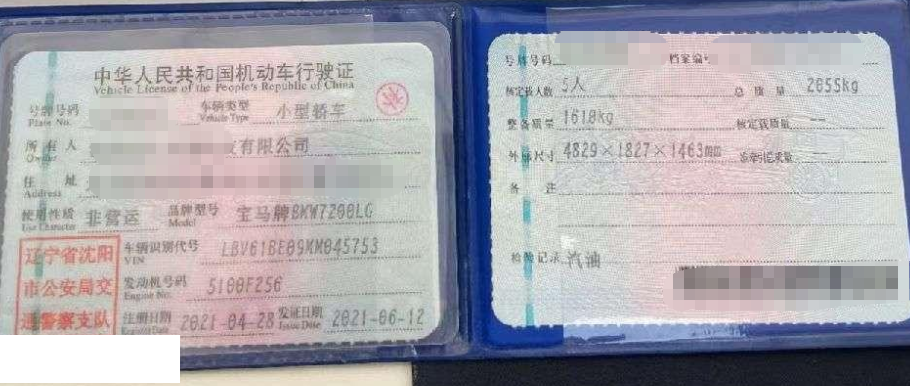 中华人民共和国机动车行驶证
Vehicle License of the People's Republic of China
号牌号码
Plate No.
车辆类型 小型轿车
Vehicle Type
所有人 有限公司
Owner
住 址
Address
使用性质 非营运 品牌型号 宝马牌BMW7200LG
Use Character Model
辽宁省沈阳
市公安局交
通警察支队
车辆识别代号 LBV61BE09KM045753
VIN
发动机号码 5100F256
Engine No.
注册日期 2021-04-28 发证日期 2021-06-12
Register Date Issue Date
号牌号码 档案编
核定载人数 5人 总 质 量 2055kg
整备质量 1610kg 核定载质量 --
外廓尺寸 4829×1827×1463mm 准牵引总质量
备 注
检验记录 汽油